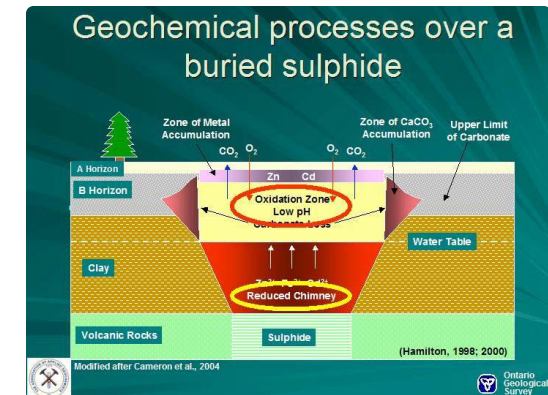 Geochemical processes over a
buried sulphide
Zone of Metal
Accumulation
Zone of CaCO3
Accumulation
Upper Limit
of Carbonate
CO2 O2
O2 CO2
A Horizon
Zn Cd
B Horizon
Oxidation Zone
Low pH
Carbonate Loss
Water Table
Clay
Reduced Chimney
Volcanic Rocks
Sulphide
(Hamilton, 1998; 2000)
Modified after Cameron et al., 2004
Ontario
Geological
Survey